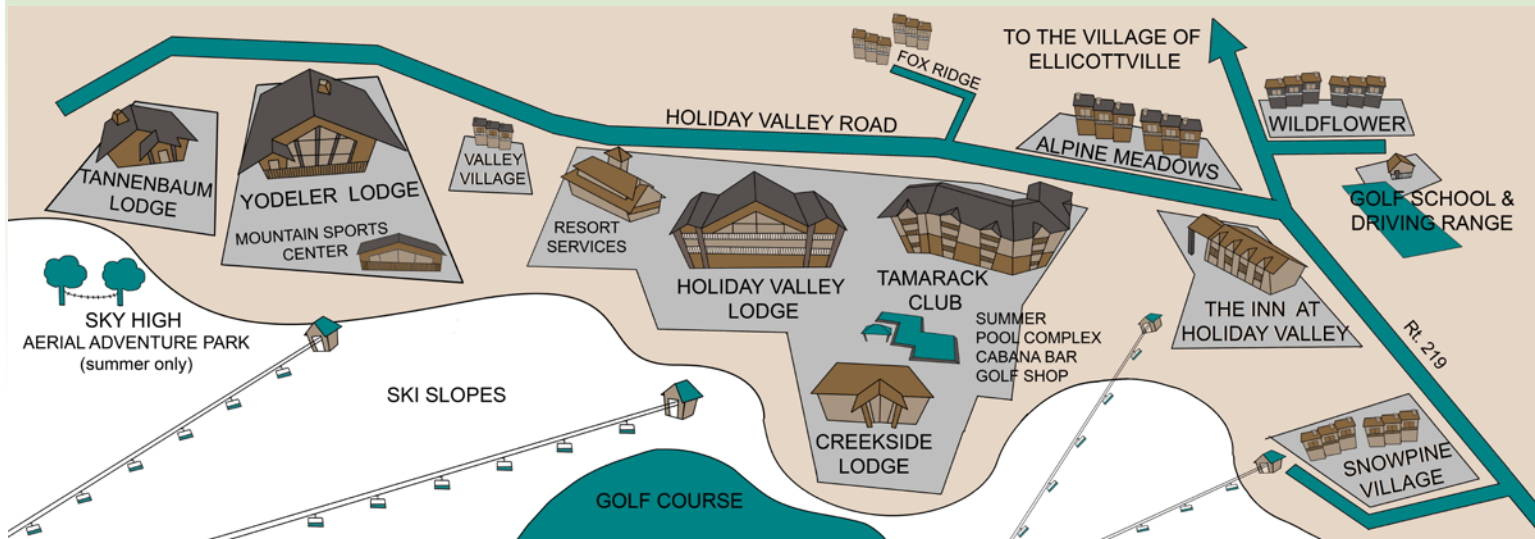 TO THE VILLAGE OF
ELLICOTTVILLE
FOX RIDGE
HOLIDAY VALLEY ROAD
WILDFLOWER
ALPINE MEADOWS
VALLEY
VILLAGE
TANNENBAUM
LODGE
YODELER LODGE
MOUNTAIN SPORTS
CENTER
RESORT
SERVICES
HOLIDAY VALLEY
LODGE
TAMARACK
CLUB
GOLF SCHOOL &
DRIVING RANGE
THE INN AT
HOLIDAY VALLEY
SUMMER
POOL COMPLEX
CABANA BAR
GOLF SHOP
Rt. 219
SKY HIGH
AERIAL ADVENTURE PARK
(summer only)
SKI SLOPES
CREEKSIDE
LODGE
SNOWPINE
VILLAGE
GOLF COURSE